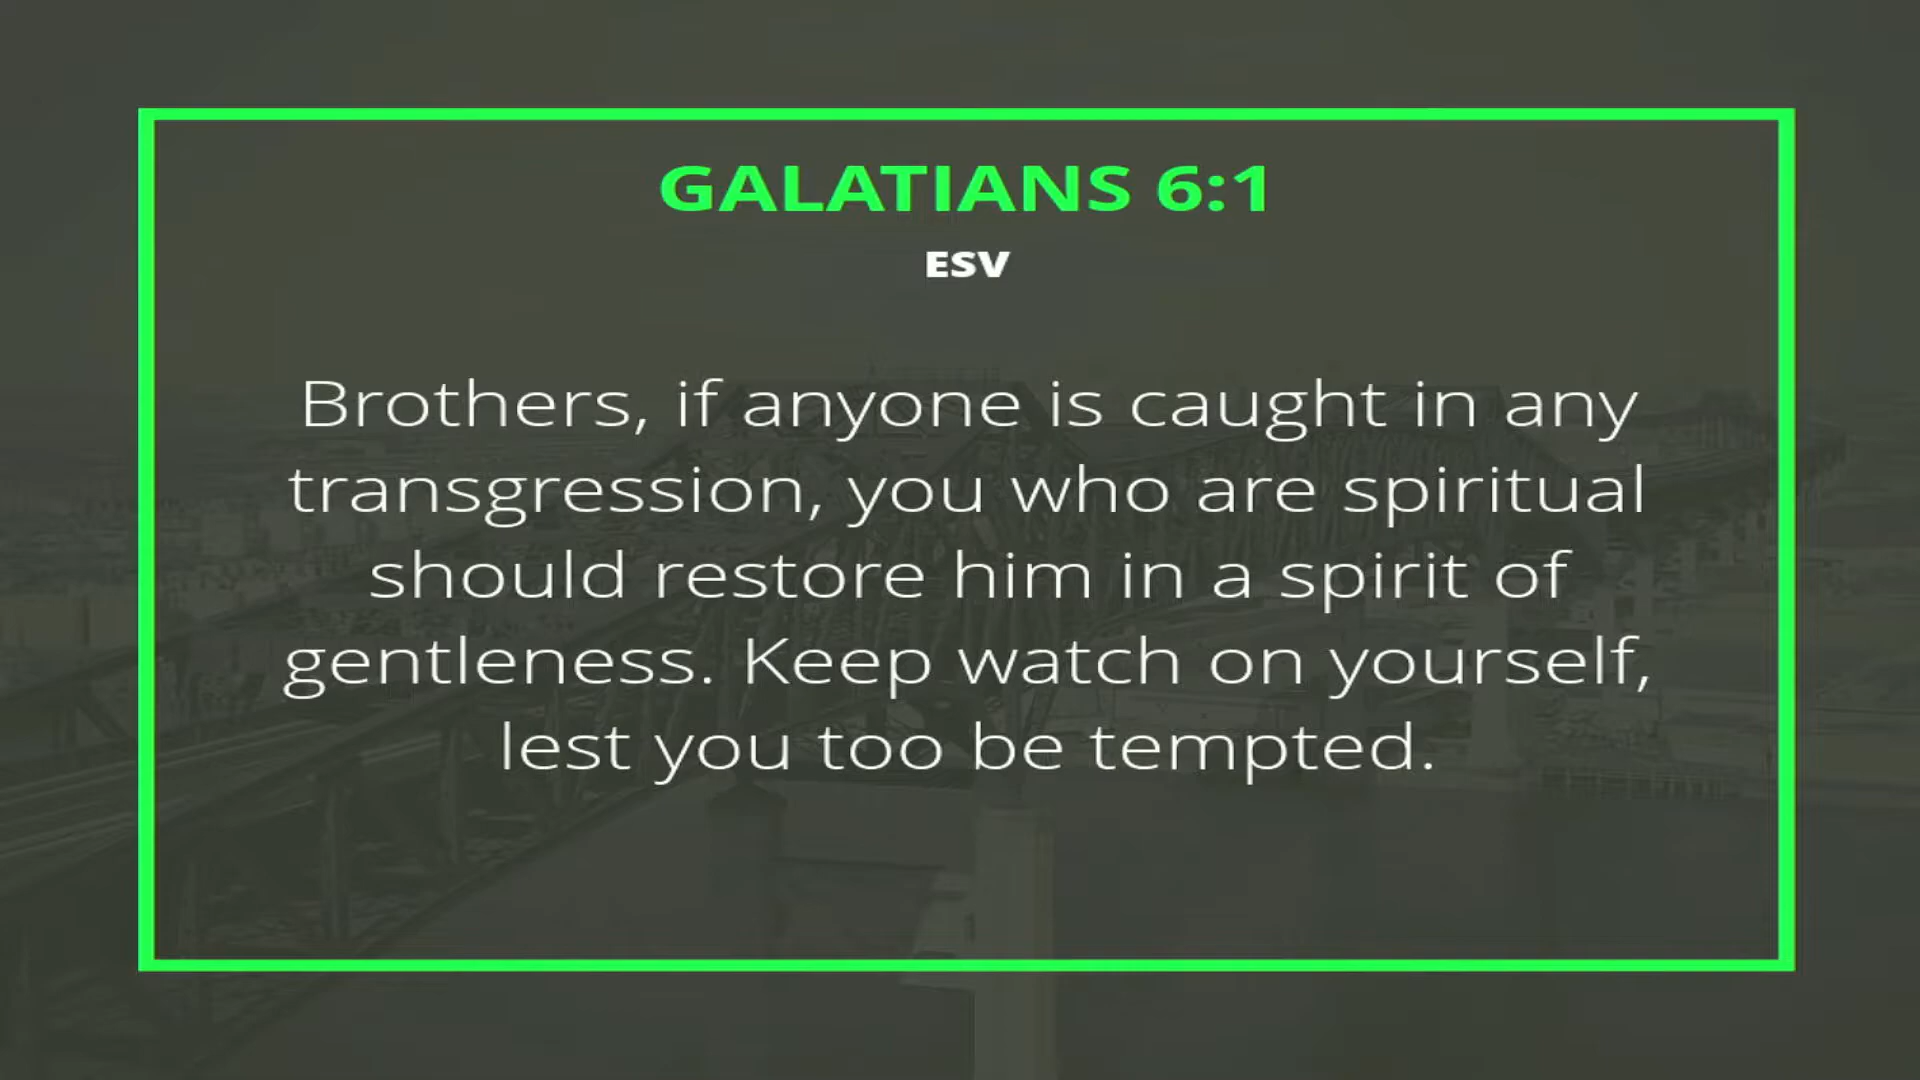 GALATIANS 6:1
ESV
Brothers, if anyone is caught in any
transgression, you who are spiritual
should restore him in a spirit of
gentleness. Keep watch on yourself,
lest you too be tempted.